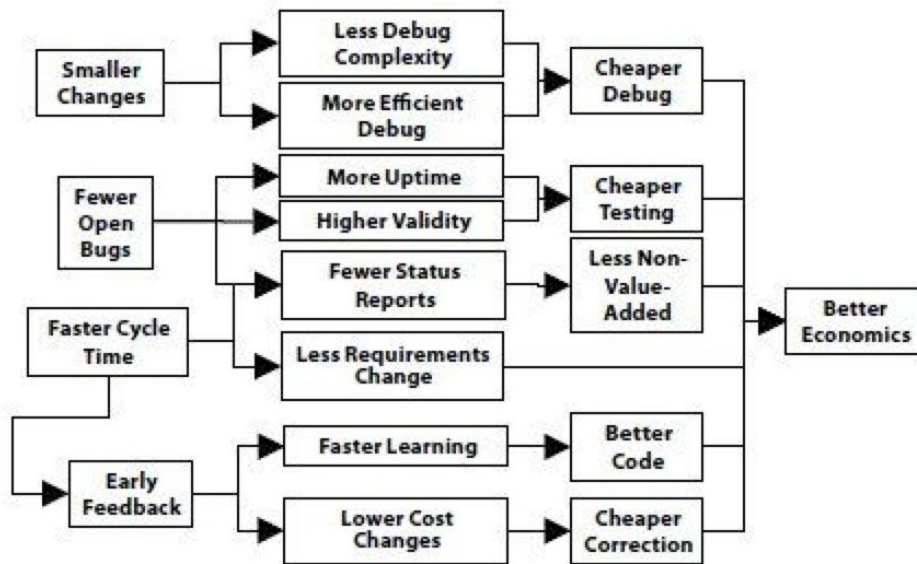 Smaller
Changes
Less Debug
Complexity
More Efficient
Debug
Cheaper
Debug
Fewer
Open
Bugs
More Uptime
Higher Validity
Cheaper
Testing
Fewer Status
Reports
Less Non-
Value-
Added
Faster Cycle
Time
Less Requirements
Change
Better
Economics
Early
Feedback
Faster Learning
Better
Code
Lower Cost
Changes
Cheaper
Correction